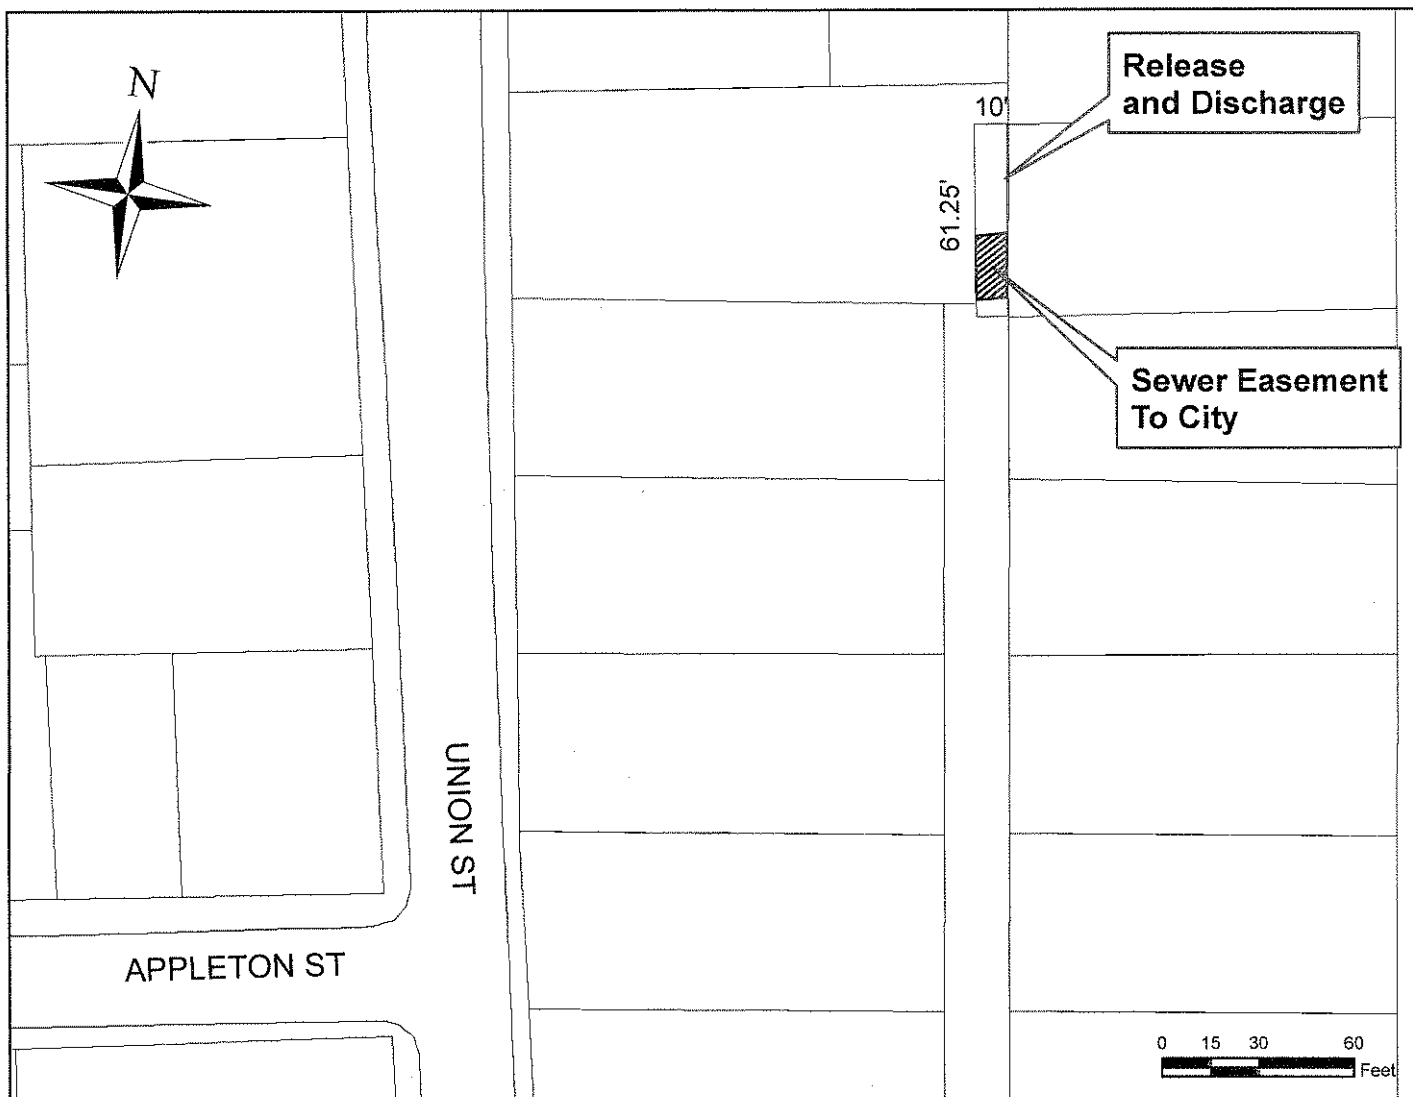 N
Release
and Discharge
10'
61.25'
Sewer Easement
To City
UNION ST
APPLETON ST
0 15 30 60
Feet